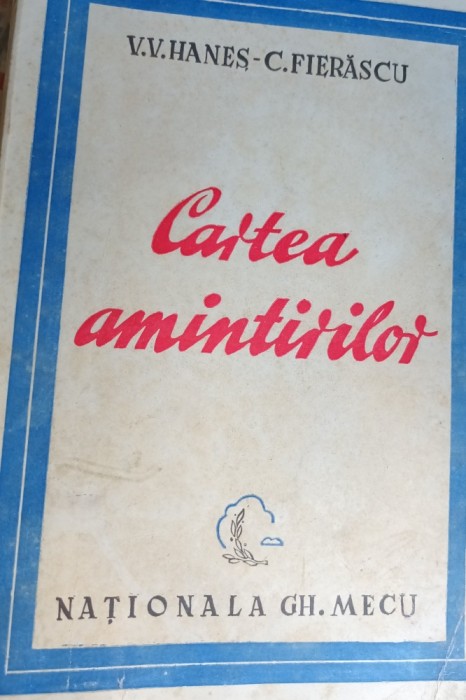 V.V. HANEȘ-C. FIERĂSCU
Cartea
amintirilor
NAȚIONALA GH. MECU